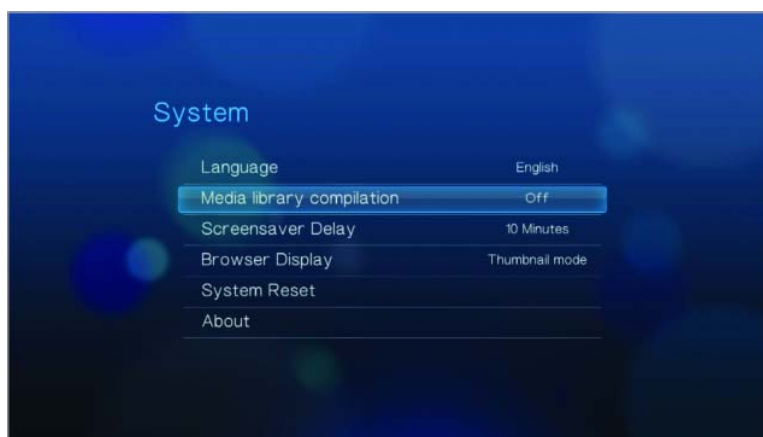 System
Language English
Media library compilation Off
Screensaver Delay 10 Minutes
Browser Display Thumbnail mode
System Reset
About